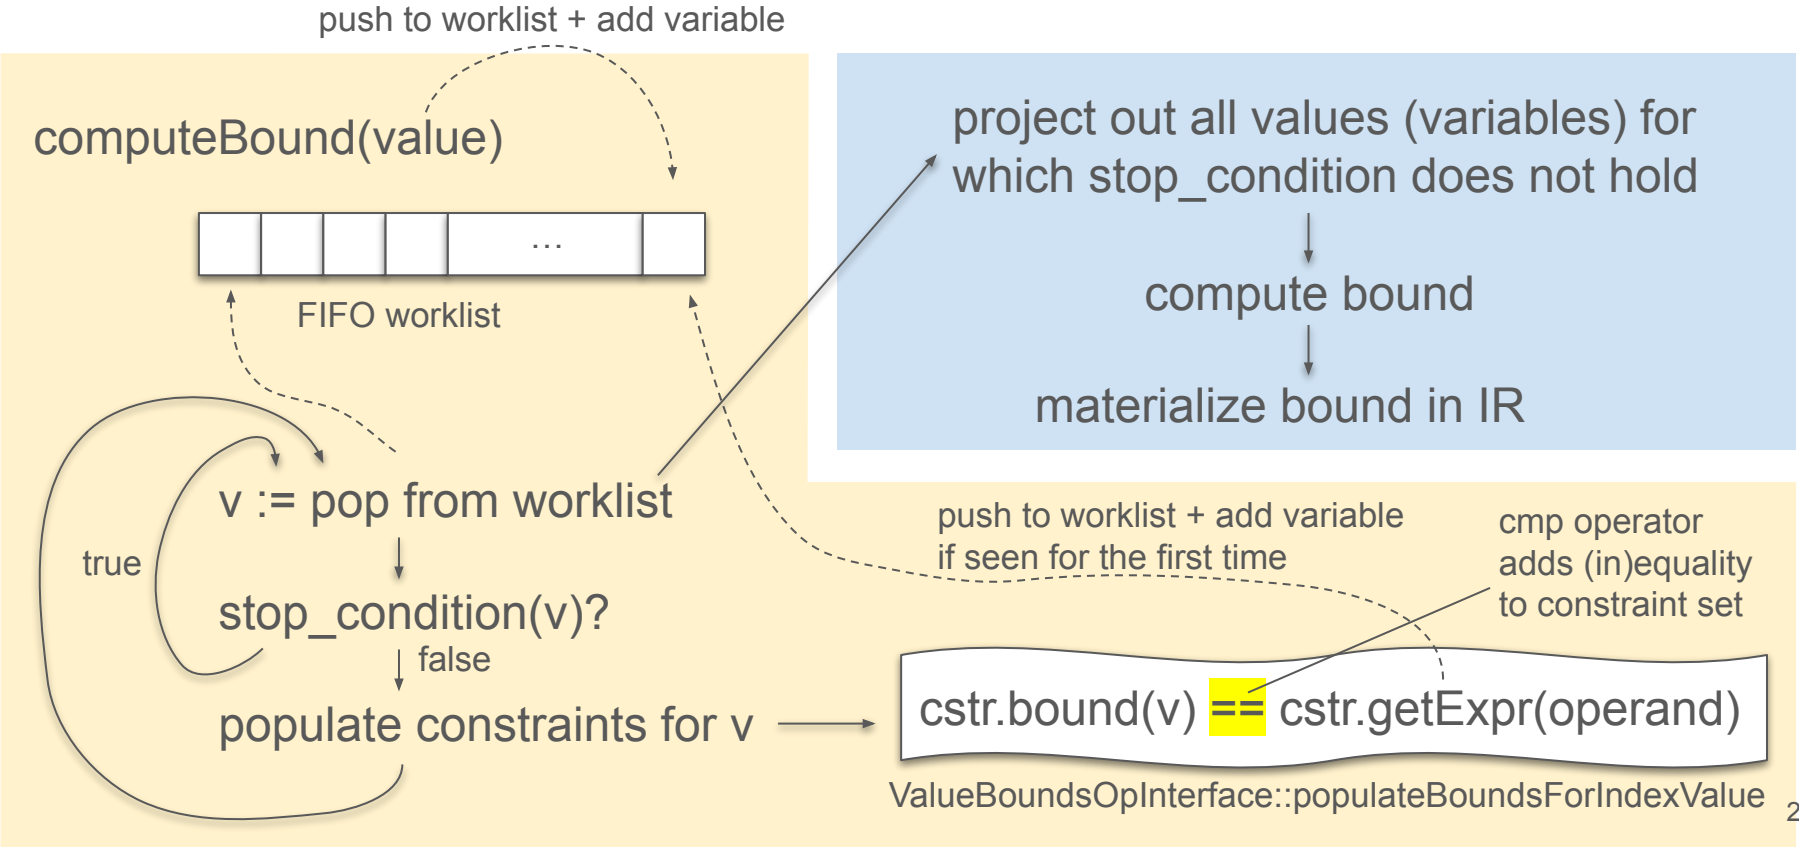 push to worklist + add variable
computeBound(value)
...
FIFO worklist
v := pop from worklist
true
stop_condition(v)?
false
populate constraints for v
project out all values (variables) for
which stop_condition does not hold
compute bound
materialize bound in IR
push to worklist + add variable
if seen for the first time
cmp operator
adds (in)equality
to constraint set
cstr.bound(v) == cstr.getExpr(operand)
ValueBoundsOpInterface::populateBoundsForIndexValue